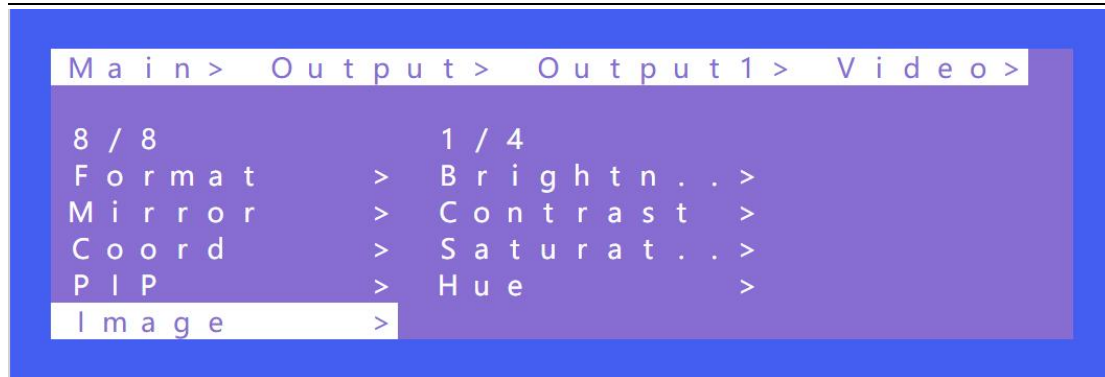 Main> Output> Output1> Video>
8/8 1/4
Format > Brightn..>
Mirror > Contrast >
Coord > Saturat..>
PIP > Hue >
Image >